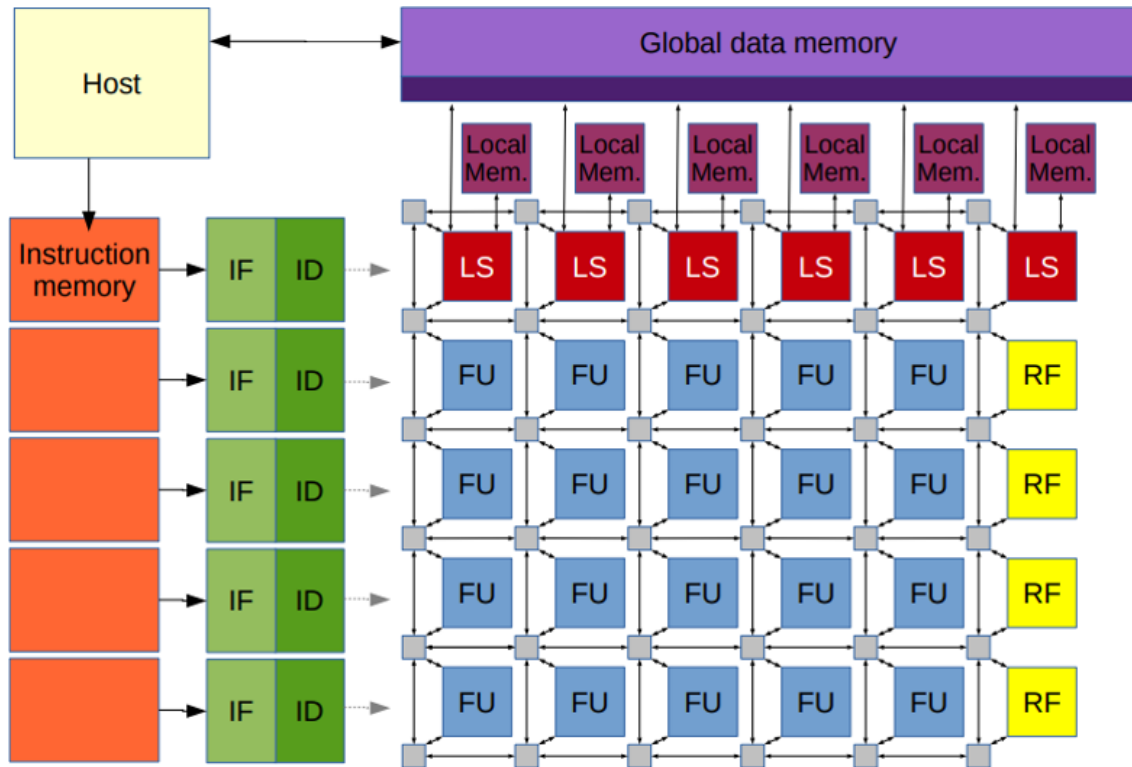 Host
Global data memory
Local
Mem.
Local
Mem.
Local
Mem.
Local
Mem.
Local
Mem.
Local
Mem.
Instruction
memory
IF ID
LS LS LS LS LS LS
IF ID
FU FU FU FU FU RF
IF ID
FU FU FU FU FU RF
IF ID
FU FU FU FU FU RF
IF ID
FU FU FU FU FU RF